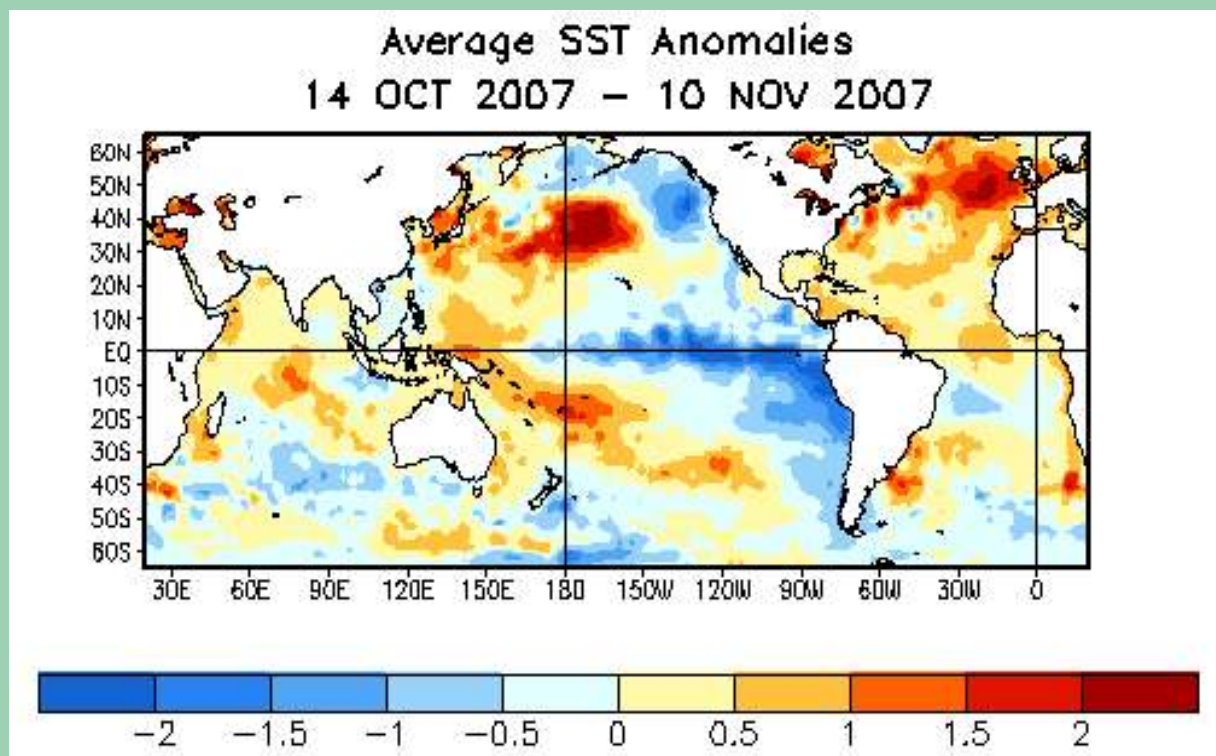 Average SST Anomalies
14 OCT 2007 – 10 NOV 2007
60N
50N
40N
30N
20N
10N
EQ
10S
20S
30S
40S
50S
60S
30E 60E 90E 120E 150E 180 150W 120W 90W 60W 30W 0
−2 −1.5 −1 −0.5 0 0.5 1 1.5 2